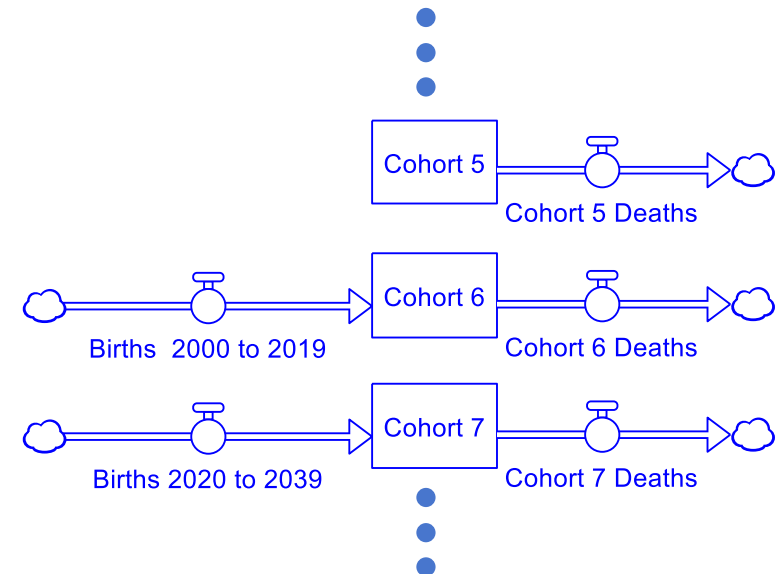 Cohort 5
Cohort 5 Deaths
Cohort 6
Births  2000 to 2019
Cohort 6 Deaths
Cohort 7
Births 2020 to 2039
Cohort 7 Deaths